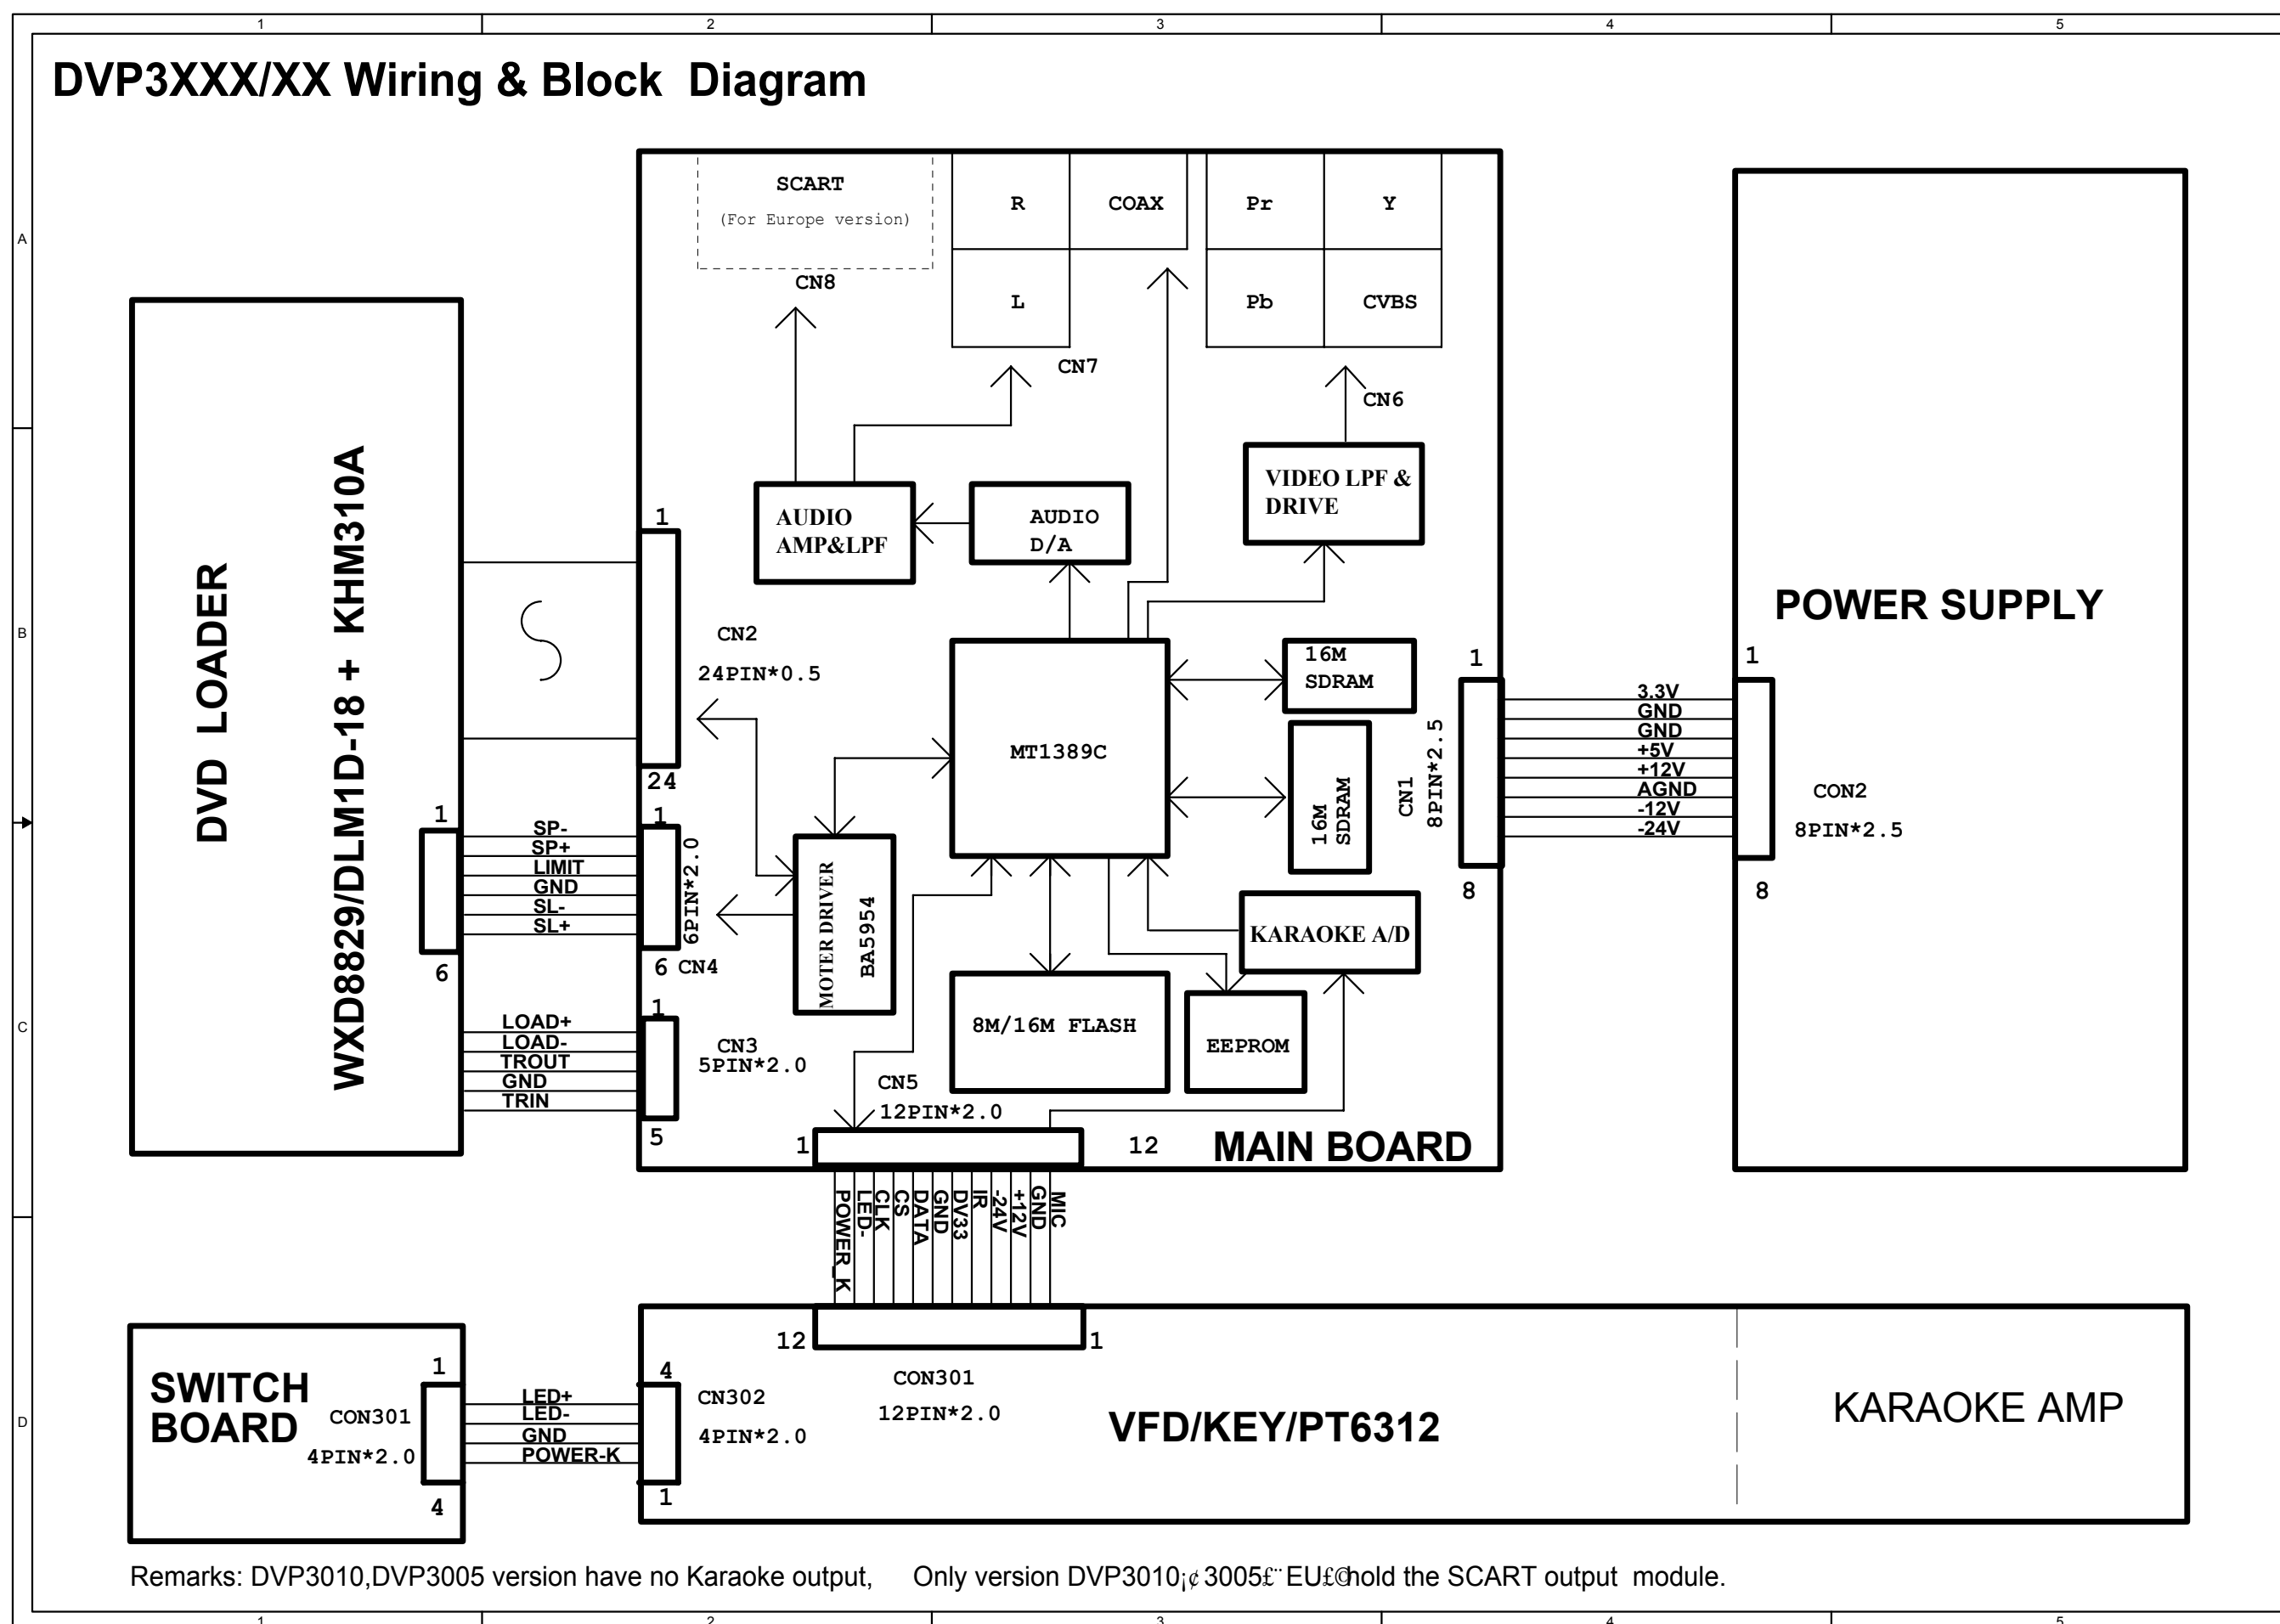 1 2 3 4 5
DVP3XXX/XX Wiring & Block Diagram
A
B
C
D
DVD LOADER
WXD8829/DLM1D-18 + KHM310A
1
6
SP-
SP+
LIMIT
GND
SL-
SL+
LOAD+
LOAD-
TROUT
GND
TRIN
SCART
(For Europe version)
CN8
R
COAX
L
CN7
Pr
Y
Pb
CVBS
CN6
AUDIO
AMP&LPF
AUDIO
D/A
VIDEO LPF &
DRIVE
1
24
CN2
24PIN*0.5
1
6
6PIN*2.0
CN4
1
5
CN3
5PIN*2.0
MOTER DRIVER
BA5954
MT1389C
16M
SDRAM
16M
SDRAM
KARAOKE A/D
8M/16M FLASH
EEPROM
CN5
12PIN*2.0
1
12
MAIN BOARD
1
8
CN1
8PIN*2.5
3.3V
GND
GND
+5V
+12V
AGND
-12V
-24V
POWER SUPPLY
1
8
CON2
8PIN*2.5
POWER_K
LED-
CLK
CS
DATA
GND
DV33
IR
-24V
+12V
GND
MIC
12
1
CON301
12PIN*2.0
SWITCH
BOARD
CON301
4PIN*2.0
1
4
LED+
LED-
GND
POWER-K
4
1
CN302
4PIN*2.0
VFD/KEY/PT6312
KARAOKE AMP
Remarks: DVP3010,DVP3005 version have no Karaoke output, Only version DVP3010¡¢3005£¨EU£©hold the SCART output module.
1 2 3 4 5